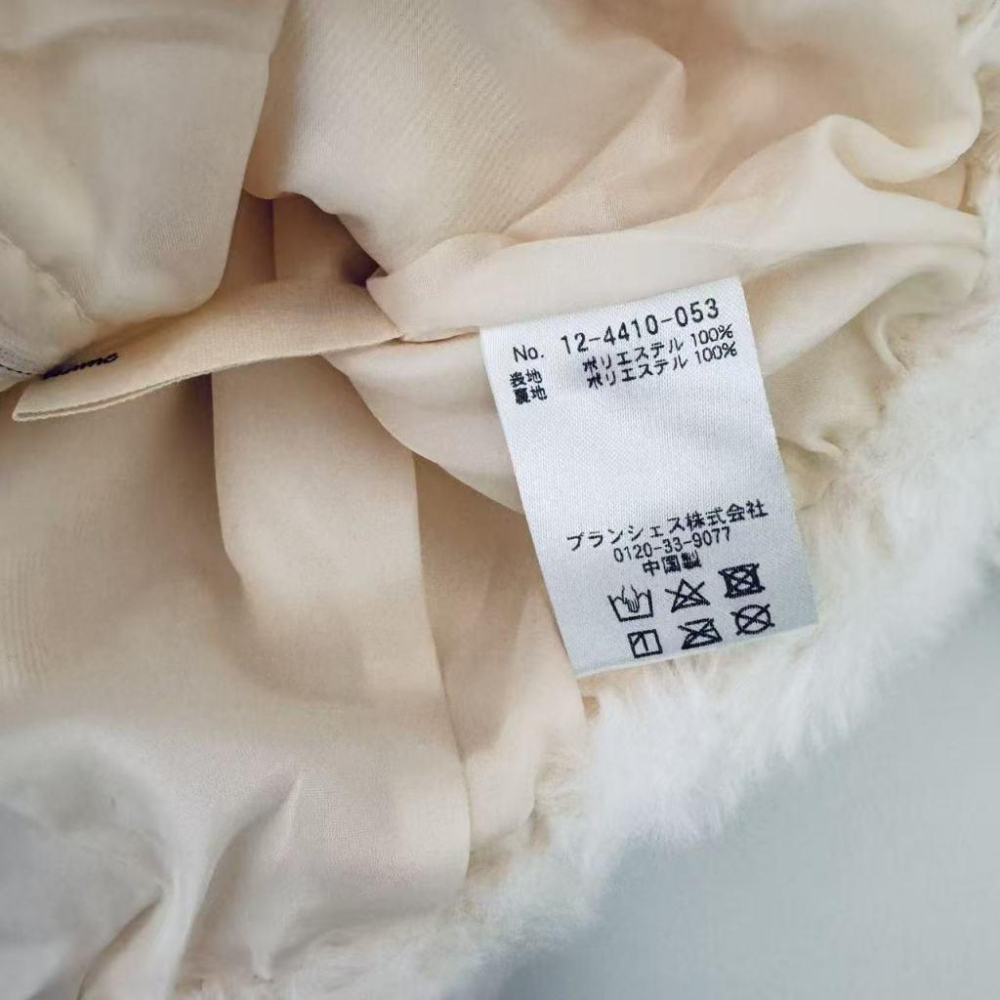 No. 12-4410-053
表地 ポリエステル 100%
裏地 ポリエステル 100%
ブランシェス株式会社
0120-33-9077
中国製